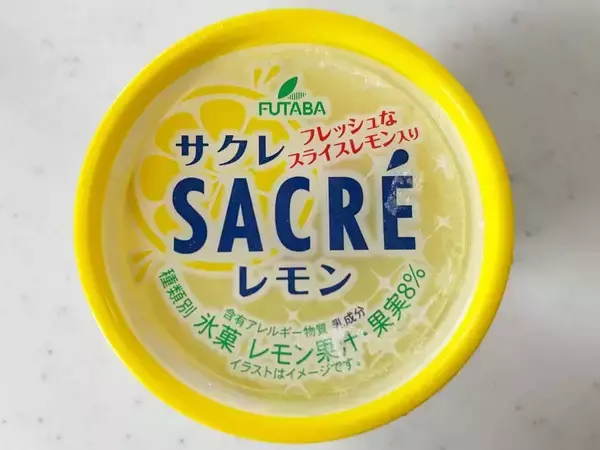 FUTABA
サクレ
フレッシュな
スライスレモン入り
SACRÉ
レモン
含有アレルギー物質 乳成分
種類別 氷菓 レモン果汁・果実8%
イラストはイメージです。